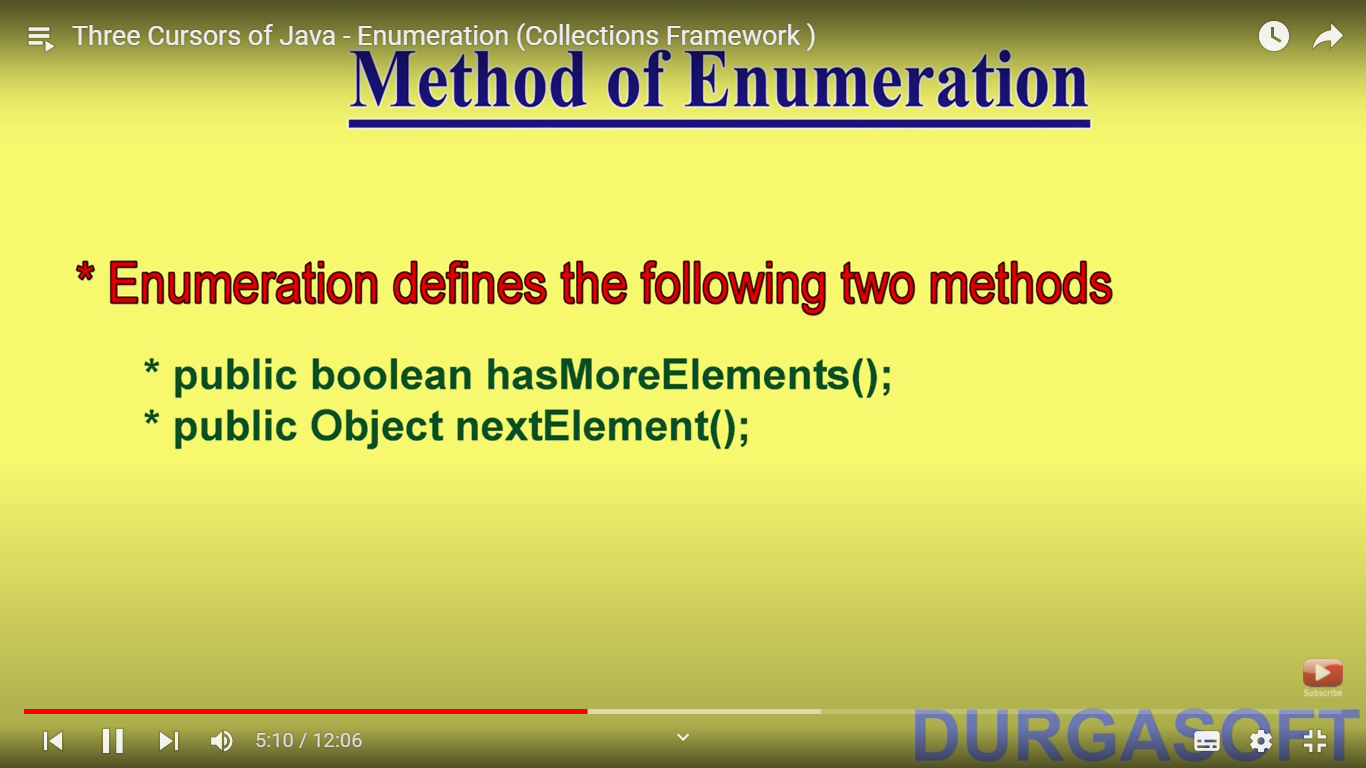 Three Cursors of Java - Enumeration (Collections Framework )
Method of Enumeration
* Enumeration defines the following two methods
* public boolean hasMoreElements();
* public Object nextElement();
Subscribe
DURGASOFT
5:10 / 12:06